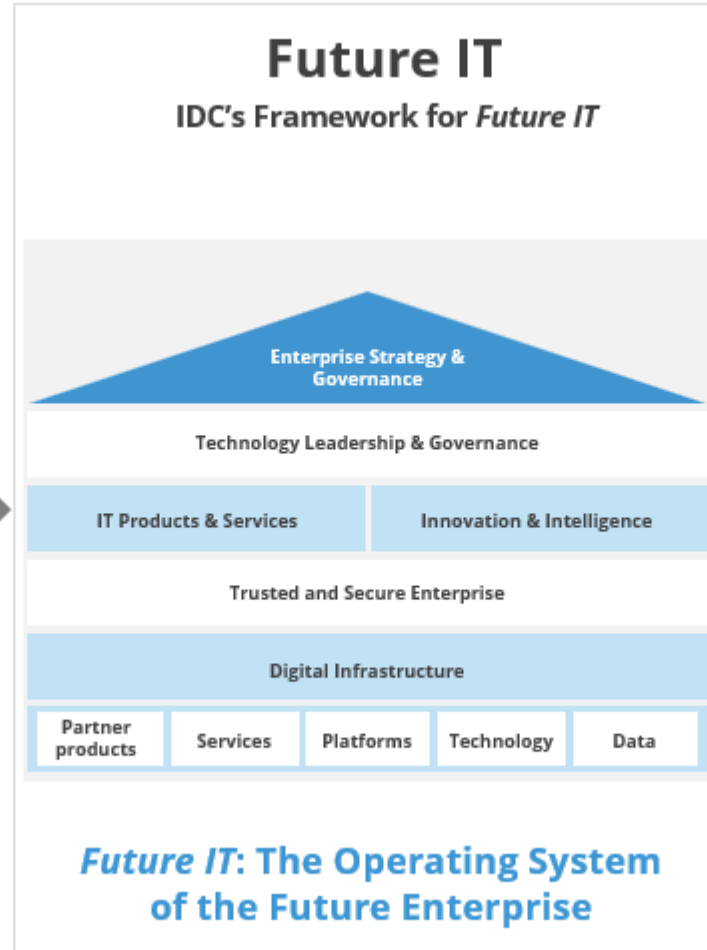 Future IT
IDC’s Framework for Future IT
Enterprise Strategy &
Governance
Technology Leadership & Governance
IT Products & Services
Innovation & Intelligence
Trusted and Secure Enterprise
Digital Infrastructure
Partner
products
Services
Platforms
Technology
Data
Future IT: The Operating System
of the Future Enterprise